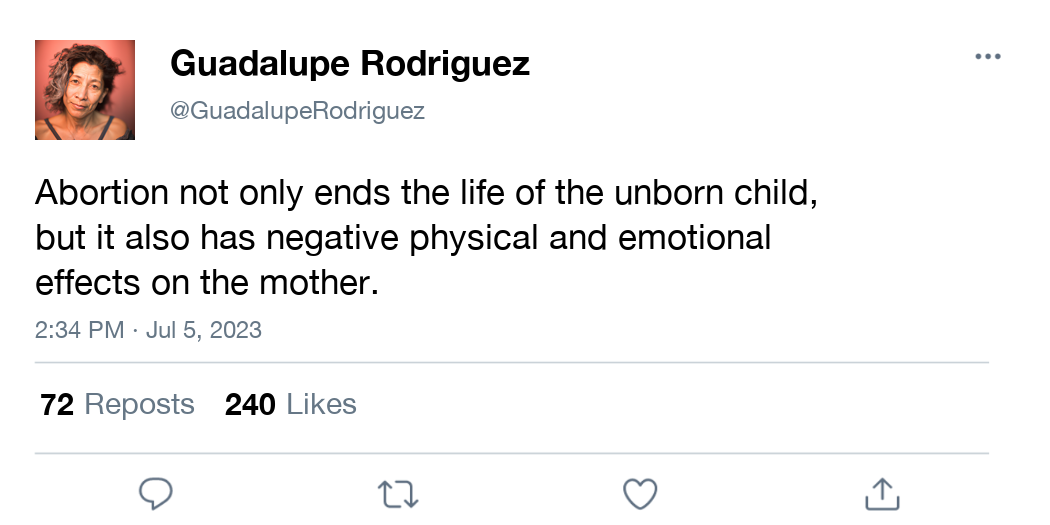 Guadalupe Rodriguez
@GuadalupeRodriguez
Abortion not only ends the life of the unborn child,
but it also has negative physical and emotional
effects on the mother.
2:34 PM · Jul 5, 2023
72 Reposts 240 Likes